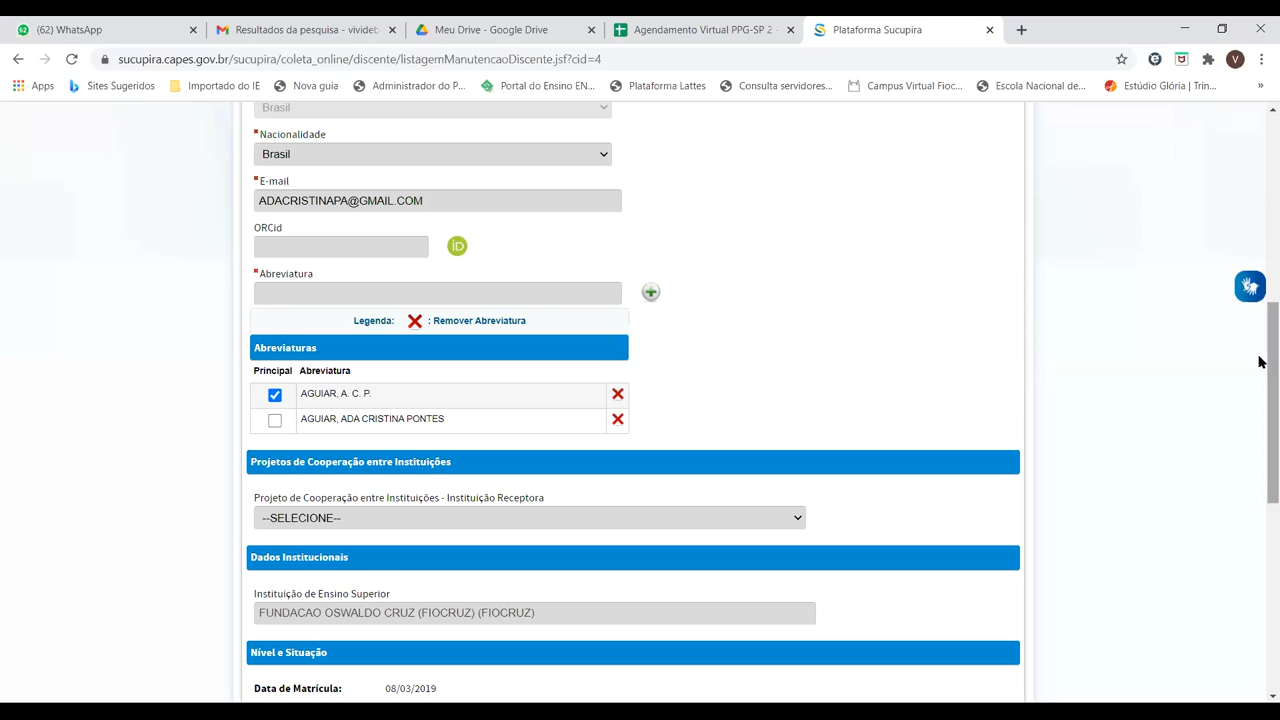 (62) WhatsApp
Resultados da pesquisa - vivideb
Meu Drive - Google Drive
Agendamento Virtual PPG-SP 2
Plataforma Sucupira
sucupira.capes.gov.br/sucupira/coleta_online/discente/listagemManutencaoDiscente.jsf?cid=4
V
Apps
Sites Sugeridos
Importado do IE
Nova guia
Administrador do P...
Portal do Ensino EN...
Plataforma Lattes
Consulta servidores...
Campus Virtual Fioc...
Escola Nacional de...
Estúdio Glória | Trin...
»
Brasil
*Nacionalidade
Brasil
*E-mail
ADACRISTINAPA@GMAIL.COM
ORCid
iD
*Abreviatura
Legenda: : Remover Abreviatura
Abreviaturas
Principal Abreviatura
AGUIAR, A. C. P.
AGUIAR, ADA CRISTINA PONTES
Projetos de Cooperação entre Instituições
Projeto de Cooperação entre Instituições - Instituição Receptora
--SELECIONE--
Dados Institucionais
Instituição de Ensino Superior
FUNDACAO OSWALDO CRUZ (FIOCRUZ) (FIOCRUZ)
Nível e Situação
Data de Matrícula: 08/03/2019